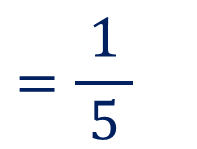 = 1/5